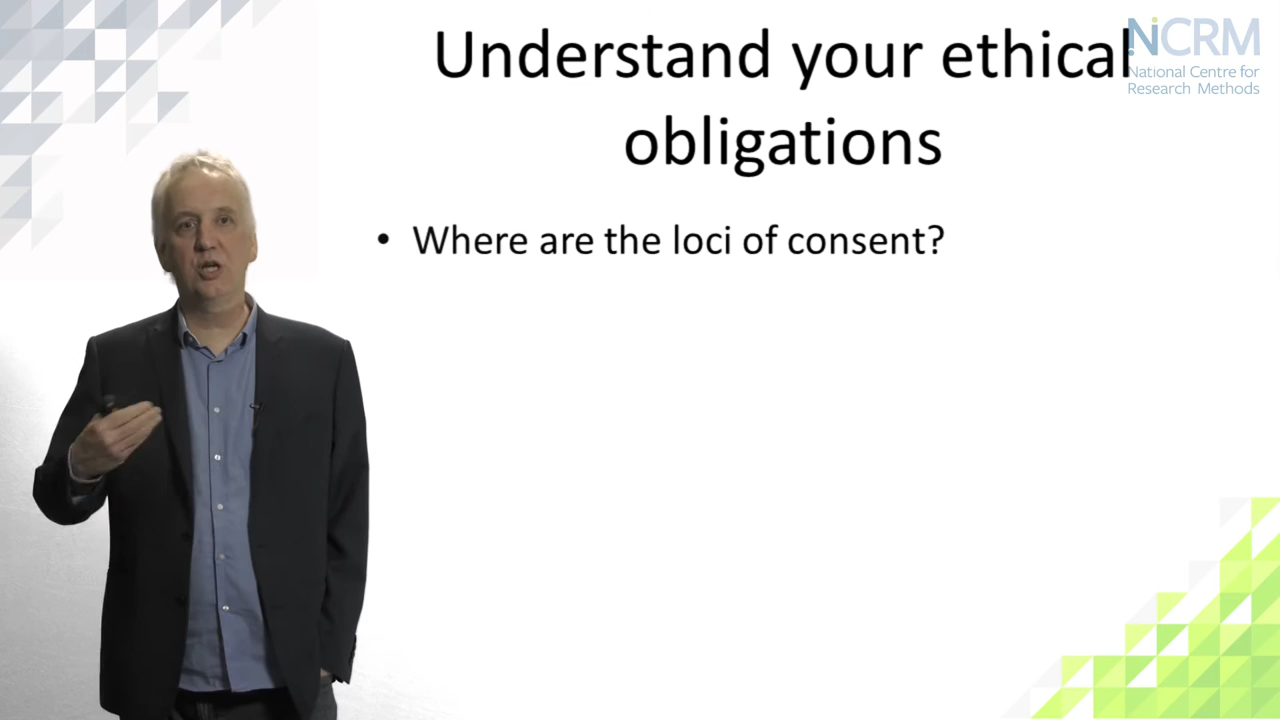 Understand your ethical
obligations
• Where are the loci of consent?
NCRM
National Centre for
Research Methods